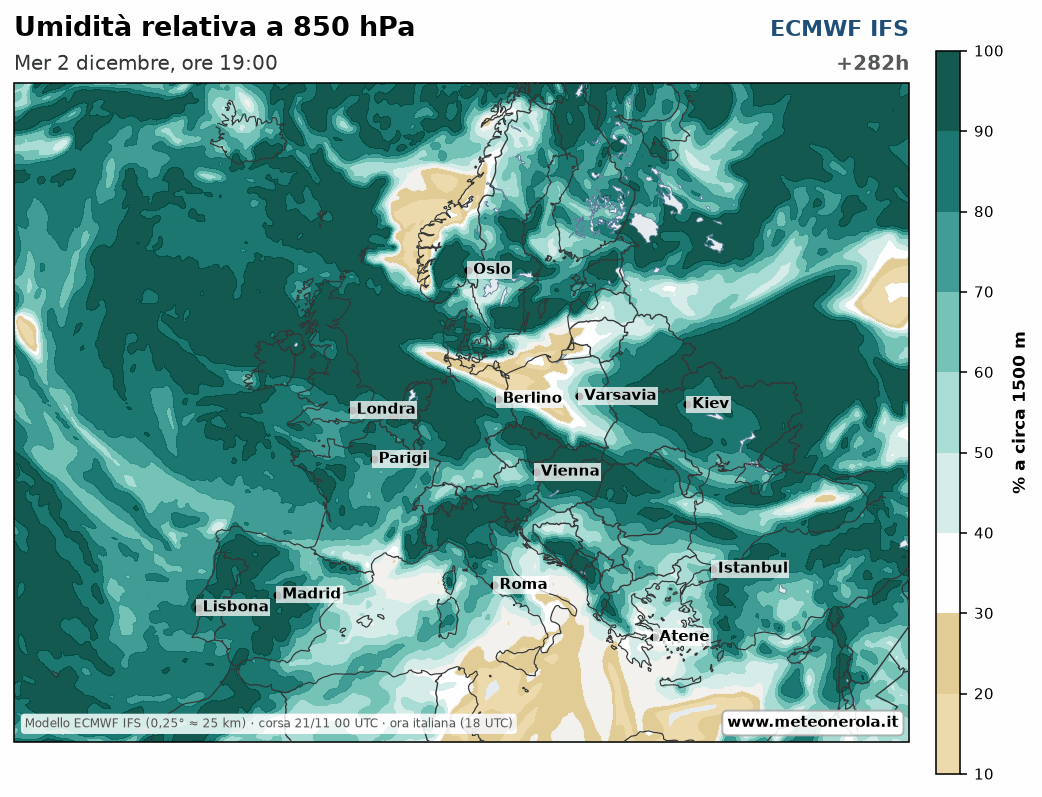 Umidità relativa a 850 hPa
ECMWF IFS
Mer 2 dicembre, ore 19:00
+282h
100
90
80
70
60
50
40
30
20
10
% a circa 1500 m
Oslo
Berlino
Varsavia
Kiev
Londra
Parigi
Vienna
Istanbul
Roma
Madrid
Lisbona
Atene
Modello ECMWF IFS (0,25° ≈ 25 km) · corsa 21/11 00 UTC · ora italiana (18 UTC)
www.meteonerola.it